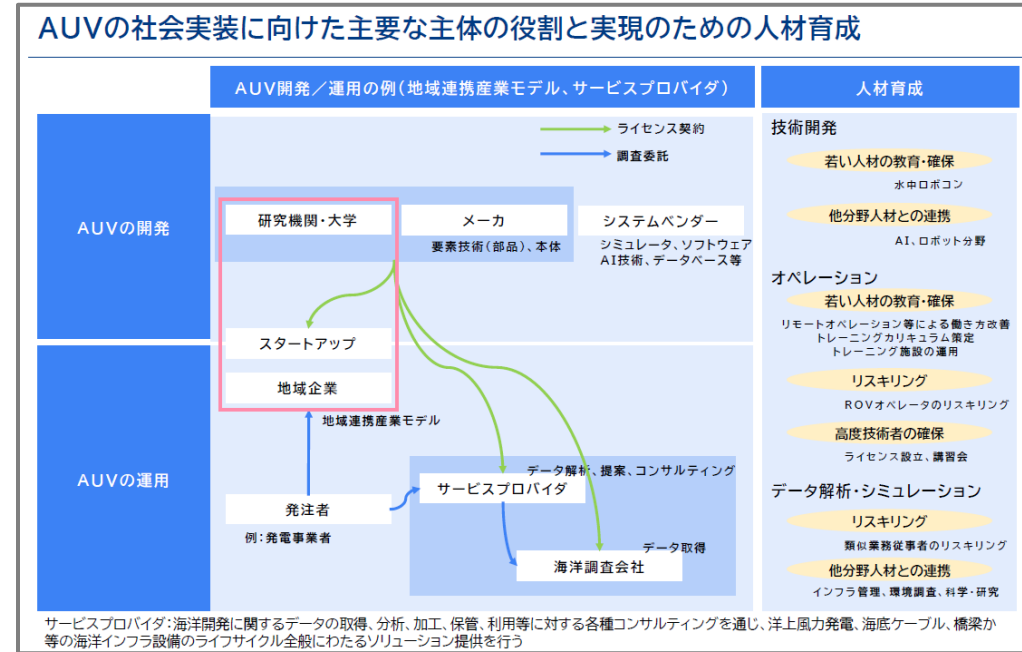 AUVの社会実装に向けた主要な主体の役割と実現のための人材育成
AUV開発／運用の例(地域連携産業モデル、サービスプロバイダ)
人材育成
AUVの開発
ライセンス契約
調査委託
研究機関・大学
メーカ
要素技術(部品)、本体
システムベンダー
シミュレータ、ソフトウェア
AI技術、データベース等
スタートアップ
地域企業
地域連携産業モデル
AUVの運用
発注者
例：発電事業者
データ解析、提案、コンサルティング
サービスプロバイダ
データ取得
海洋調査会社
技術開発
若い人材の教育・確保
水中ロボコン
他分野人材との連携
AI、ロボット分野
オペレーション
若い人材の教育・確保
リモートオペレーション等による働き方改善
トレーニングカリキュラム策定
トレーニング施設の運用
リスキリング
ROVオペレータのリスキリング
高度技術者の確保
ライセンス設立、講習会
データ解析・シミュレーション
リスキリング
類似業務従事者のリスキリング
他分野人材との連携
インフラ管理、環境調査、科学・研究
サービスプロバイダ：海洋開発に関するデータの取得、分析、加工、保管、利用等に対する各種コンサルティングを通じ、洋上風力発電、海底ケーブル、橋梁か
等の海洋インフラ設備のライフサイクル全般にわたるソリューション提供を行う